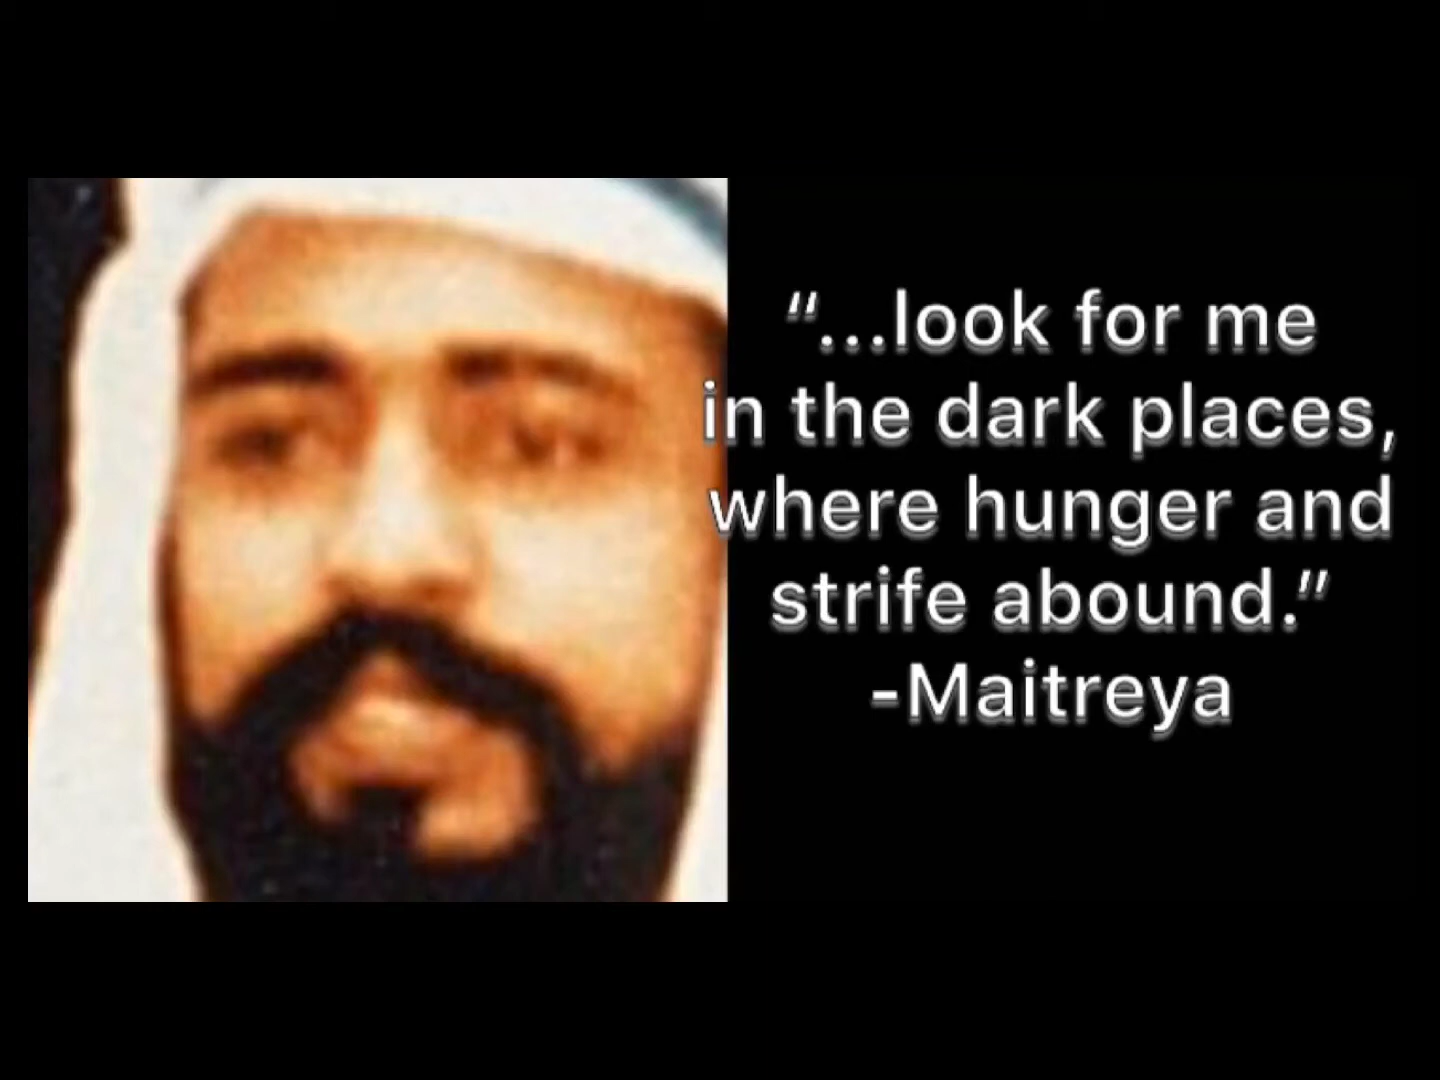 “...look for me
in the dark places,
where hunger and
strife abound.”
-Maitreya